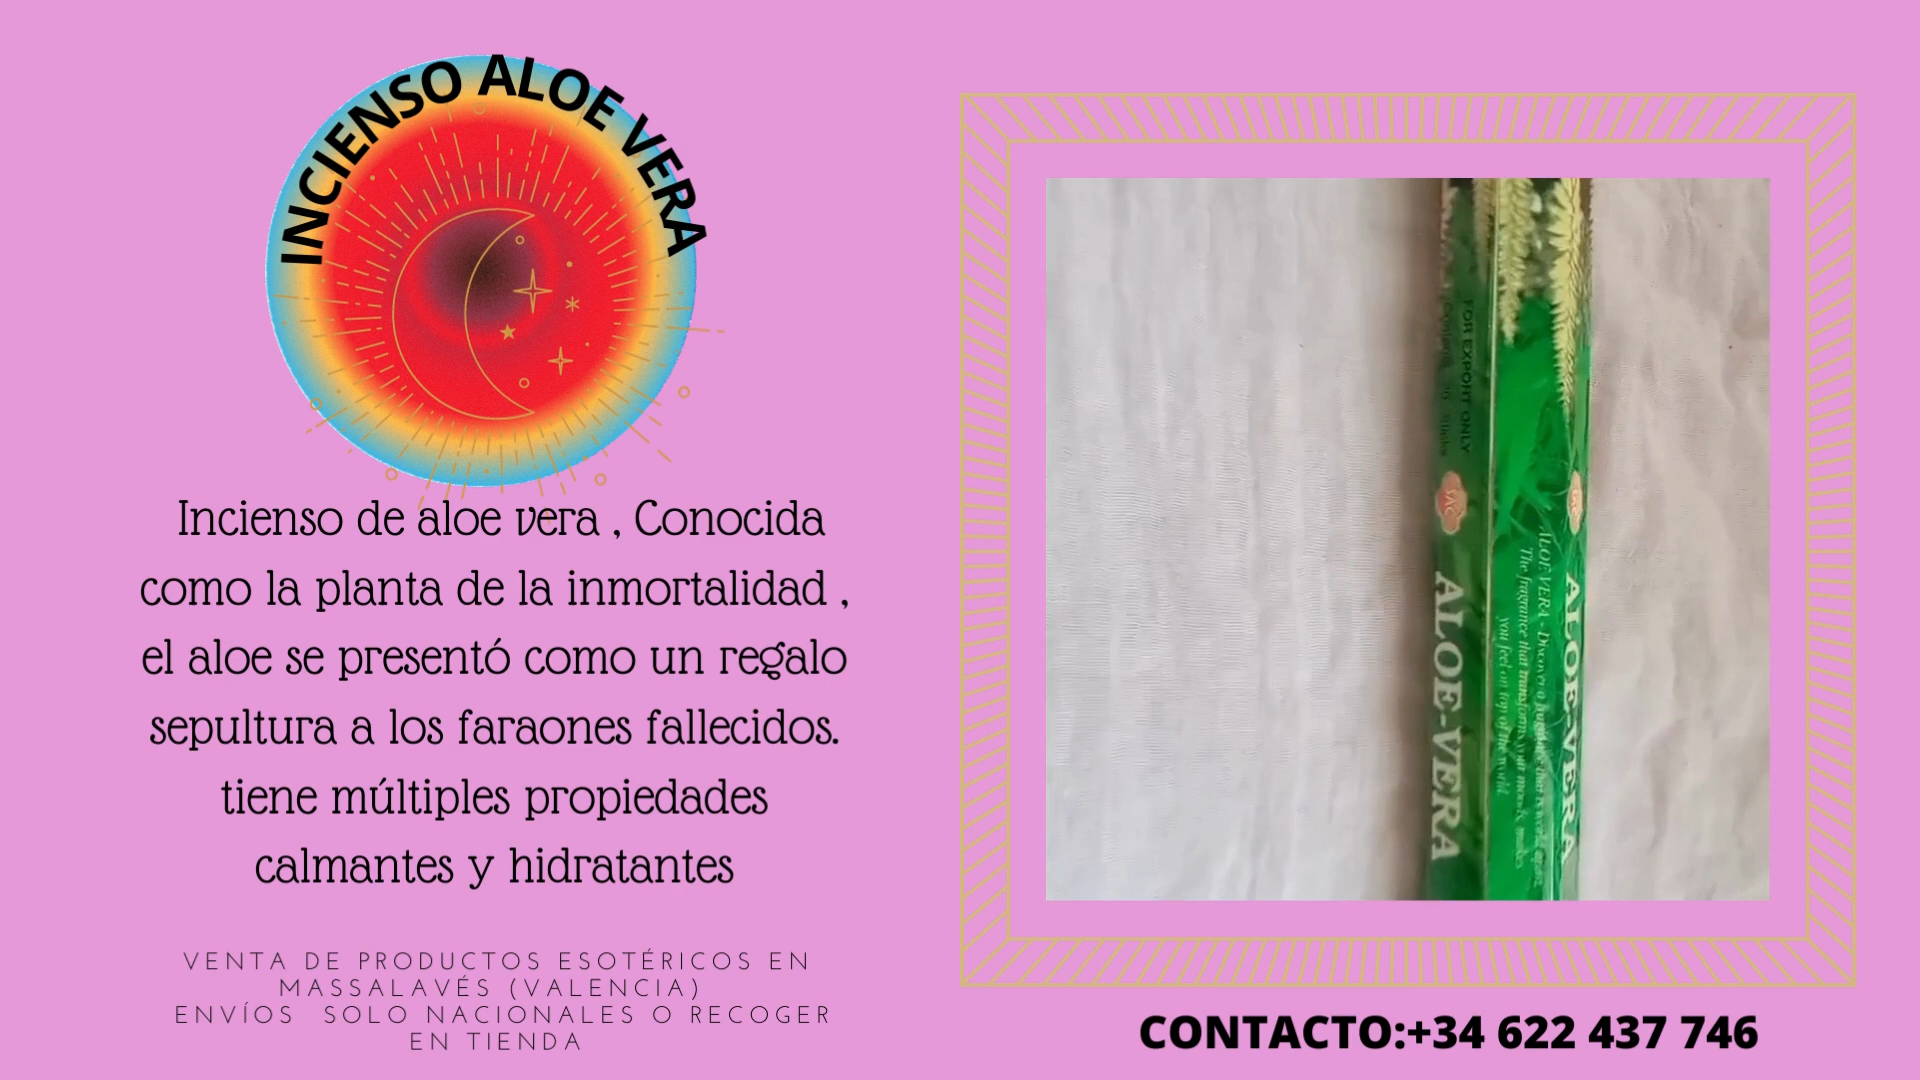 INCIENSO ALOE VERA
Incienso de aloe vera , Conocida
como la planta de la inmortalidad ,
el aloe se presentó como un regalo
sepultura a los faraones fallecidos.
tiene múltiples propiedades
calmantes y hidratantes
VENTA DE PRODUCTOS ESOTÉRICOS EN
MASSALAVÉS (VALENCIA)
ENVÍOS SOLO NACIONALES O RECOGER
EN TIENDA
FOR EXPORT ONLY
ALOE-VERA
ALOE VERA - Discover a
The fragrance that transforms your moods, makes
you feel on top of the world.
ALOE-VERA
CONTACTO:+34 622 437 746